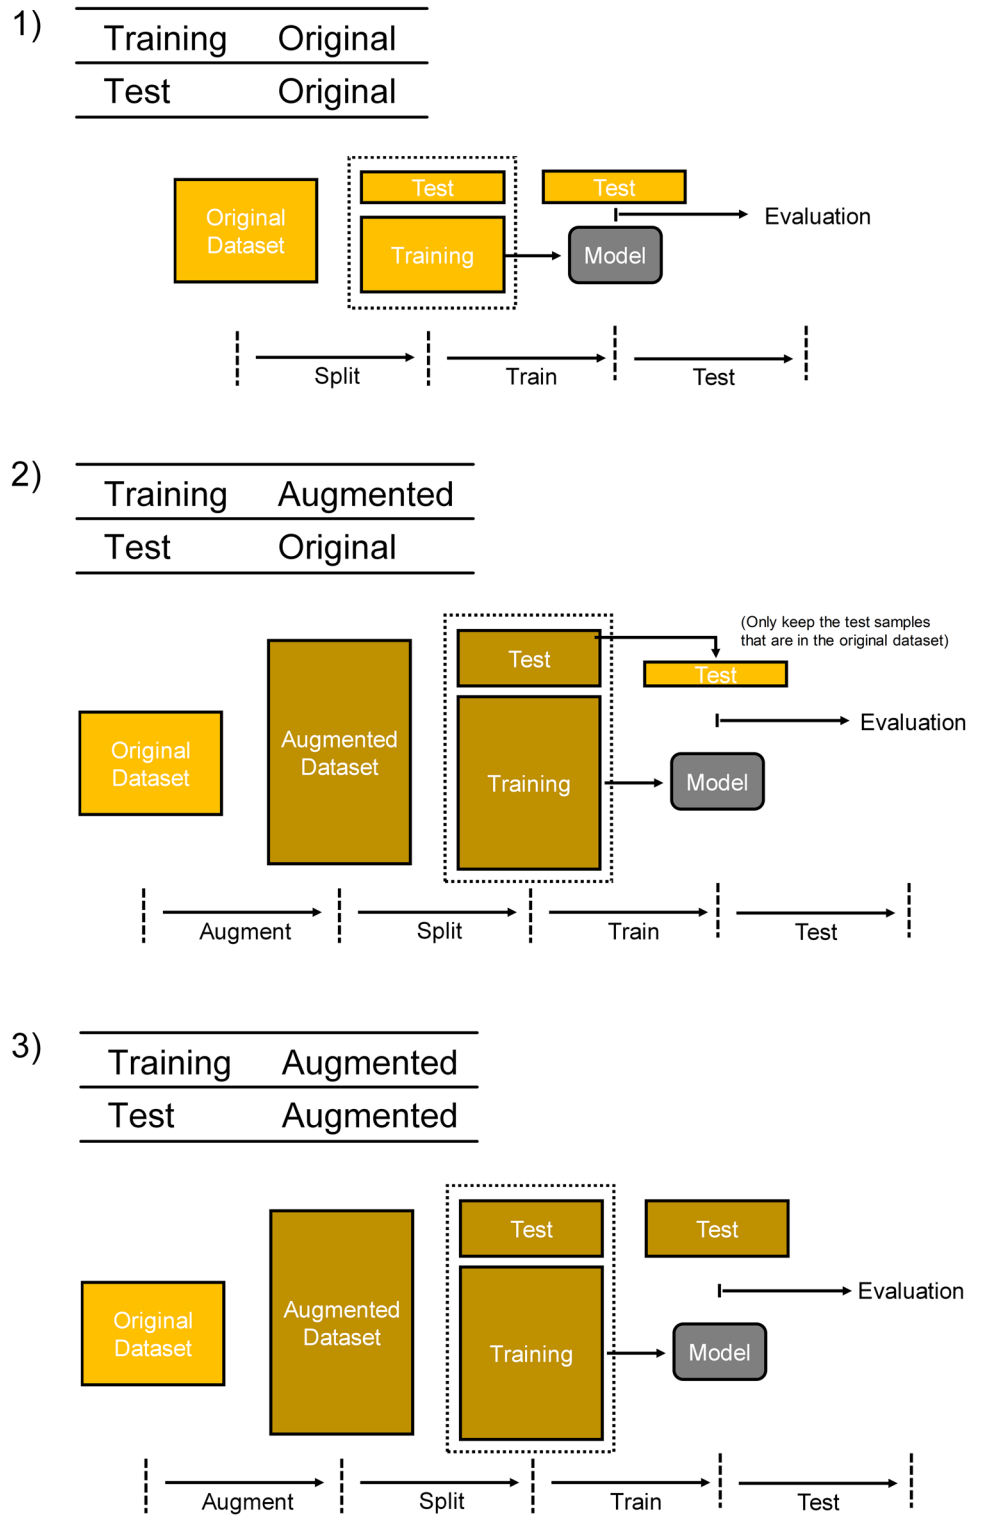 1)
Training Original
Test Original
Original
Dataset
Test
Training
Test
Model
Evaluation
Split
Train
Test
2)
Training Augmented
Test Original
Original
Dataset
Augmented
Dataset
Test
Training
(Only keep the test samples
that are in the original dataset)
Test
Model
Evaluation
Augment
Split
Train
Test
3)
Training Augmented
Test Augmented
Original
Dataset
Augmented
Dataset
Test
Training
Test
Model
Evaluation
Augment
Split
Train
Test